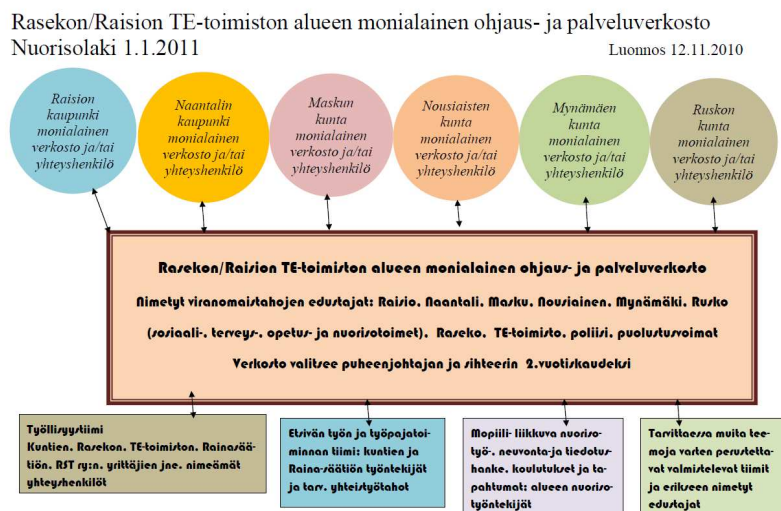 Rasekon/Raision TE-toimiston alueen monialainen ohjaus- ja palveluverkosto
Nuorisolaki 1.1.2011
Luonnos 12.11.2010
Raision
kaupunki
monialainen
verkosto ja/tai
yhteyshenkilö
Naantalin
kaupunki
monialainen
verkosto ja/tai
yhteyshenkilö
Maskun
kunta
monialainen
verkosto ja/tai
yhteyshenkilö
Nousiaisten
kunta
monialainen
verkosto ja/tai
yhteyshenkilö
Mynämäen
kunta
monialainen
verkosto ja/tai
yhteyshenkilö
Ruskon
kunta
monialainen
verkosto ja/tai
yhteyshenkilö
Rasekon/Raision TE-toimiston alueen monialainen ohjaus- ja palveluverkosto
Nimetyt viranomaistahojen edustajat: Raisio, Naantali, Masku, Nousiainen, Mynämäki, Rusko
(sosiaali-, terveys-, opetus- ja nuorisotoimet), Raseko, TE-toimisto, poliisi, puolustusvoimat
Verkosto valitsee puheenjohtajan ja sihteerin 2.vuotiskaudeksi
Työllisyystiimi
Kuntien, Rasekon, TE-toimiston, Rainasää-
tiön, RST ry:n, yrittäjien jne. nimeämät
yhteyshenkilöt
Etsivän työn ja työpajatoi-
minnan tiimi: kuntien ja
Raina-säätiön työntekijät
ja tarv. yhteistyötahot
Mopiili- liikkuva nuoriso-
työ-, neuvonta-ja tiedotus-
hanke, koulutukset ja ta-
pahtumat: alueen nuoriso-
työntekijät
Tarvittaessa muita tee-
moja varten perustetta-
vat valmistelevat tiimit
ja erikseen nimetyt
edustajat